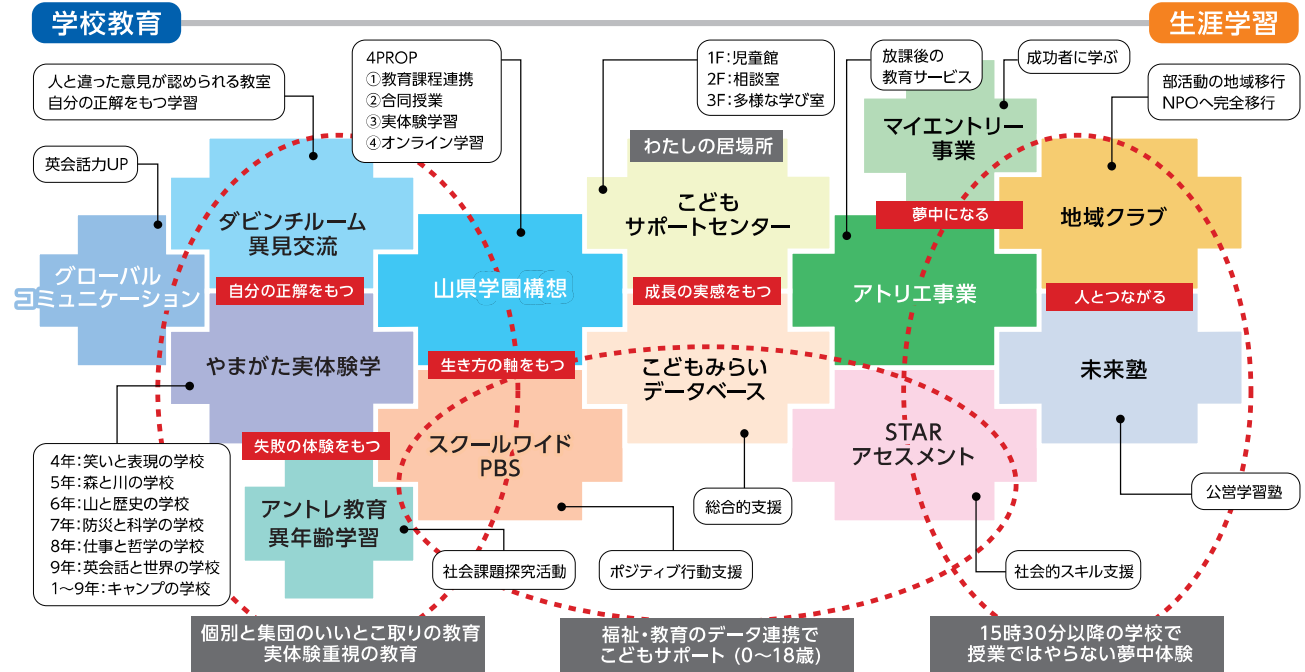 学校教育
生涯学習
人と違った意見が認められる教室
自分の正解をもつ学習
英会話力UP
4PROP
①教育課程連携
②合同授業
③実体験学習
④オンライン学習
1F：児童館
2F：相談室
3F：多様な学び室
放課後の
教育サービス
成功者に学ぶ
部活動の地域移行
NPOへ完全移行
ダビンチルーム
異見交流
グローバル
コミュニケーション
自分の正解をもつ
山県学園構想
わたしの居場所
こども
サポートセンター
成長の実感をもつ
マイエントリー
事業
夢中になる
アトリエ事業
地域クラブ
人とつながる
やまがた実体験学
生き方の軸をもつ
こどもみらい
データベース
未来塾
失敗の体験をもつ
スクールワイド
PBS
STAR
アセスメント
アントレ教育
異年齢学習
4年：笑いと表現の学校
5年：森と川の学校
6年：山と歴史の学校
7年：防災と科学の学校
8年：仕事と哲学の学校
9年：英会話と世界の学校
1～9年：キャンプの学校
社会課題探究活動
ポジティブ行動支援
総合的支援
社会的スキル支援
公営学習塾
個別と集団のいいとこ取りの教育
実体験重視の教育
福祉・教育のデータ連携で
こどもサポート (0～18歳)
15時30分以降の学校で
授業ではやらない夢中体験